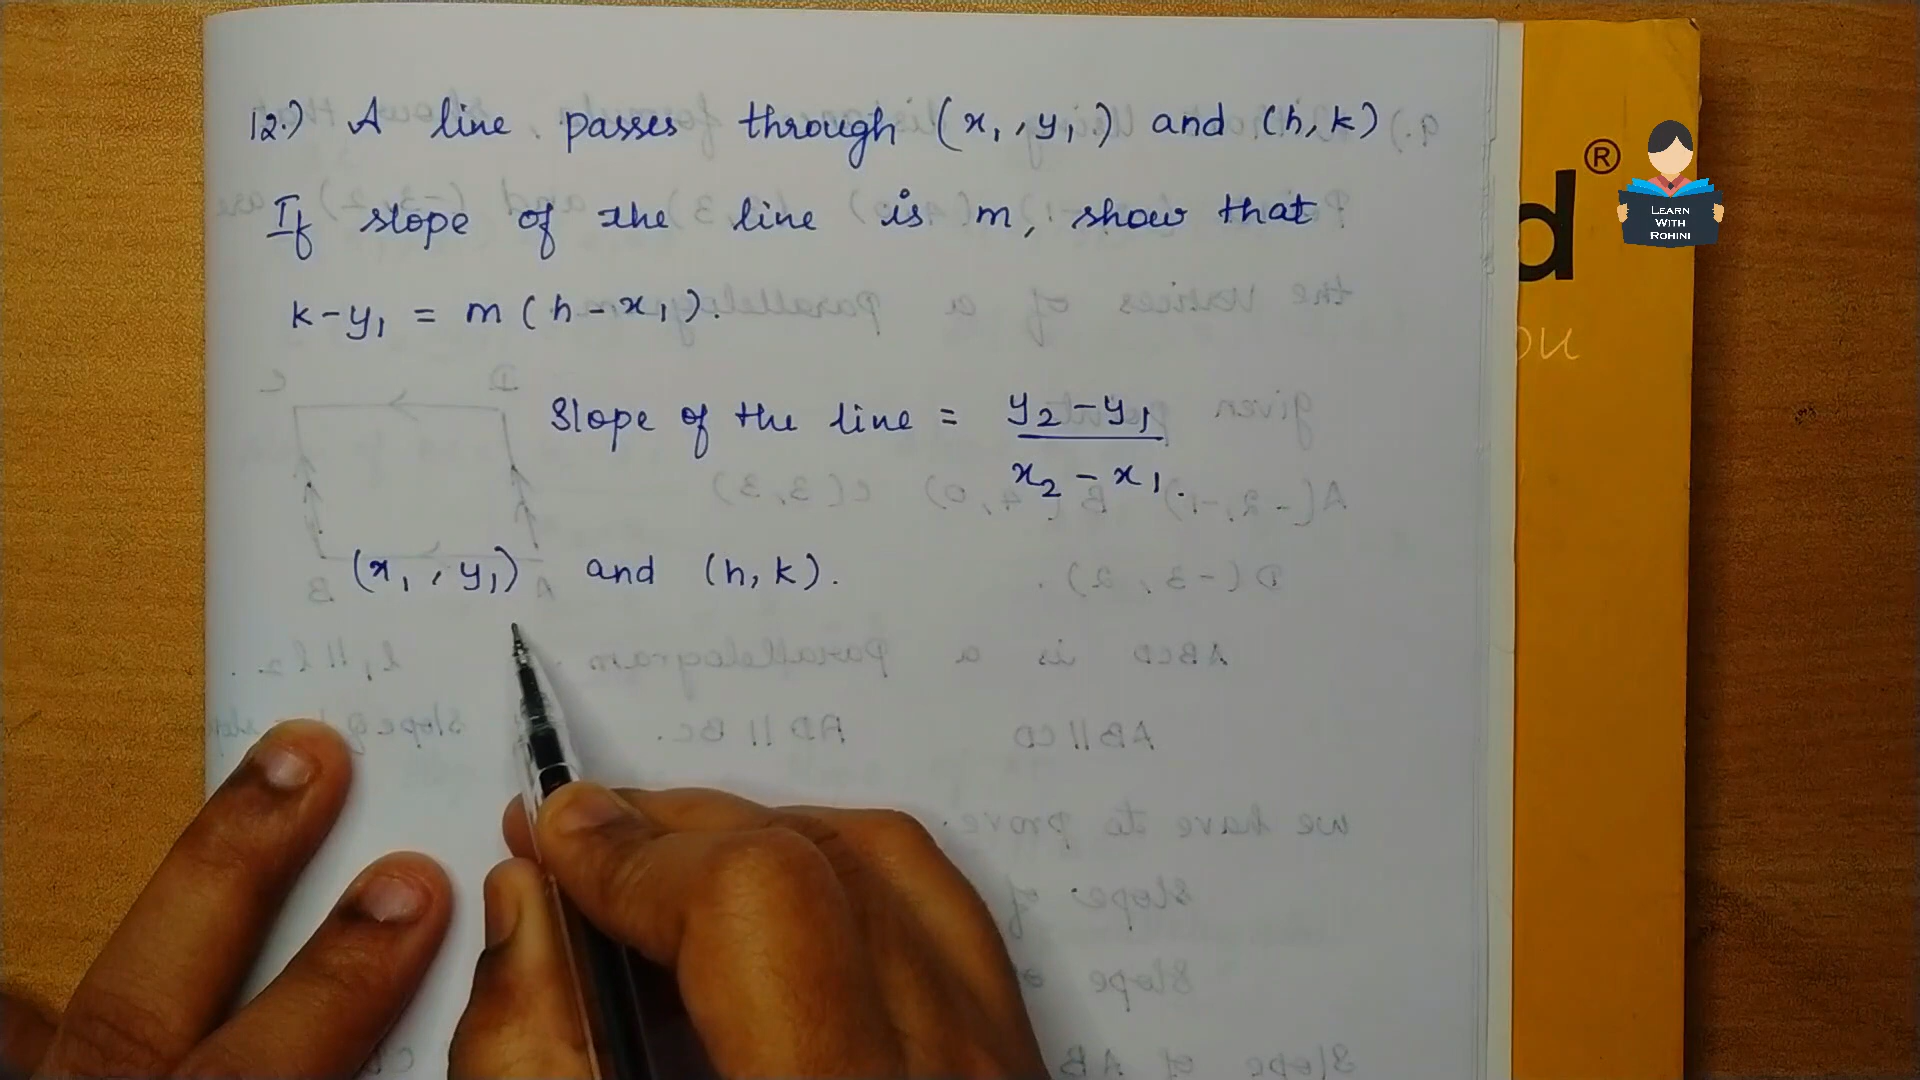 12.) A line passes through (x₁, y₁) and (h, k)
If slope of the line is m, show that
k - y₁ = m (h - x₁).
Slope of the line = y₂ - y₁
x₂ - x₁.
(x₁, y₁) and (h, k).
®
d
ou
LEARN
WITH
ROHINI